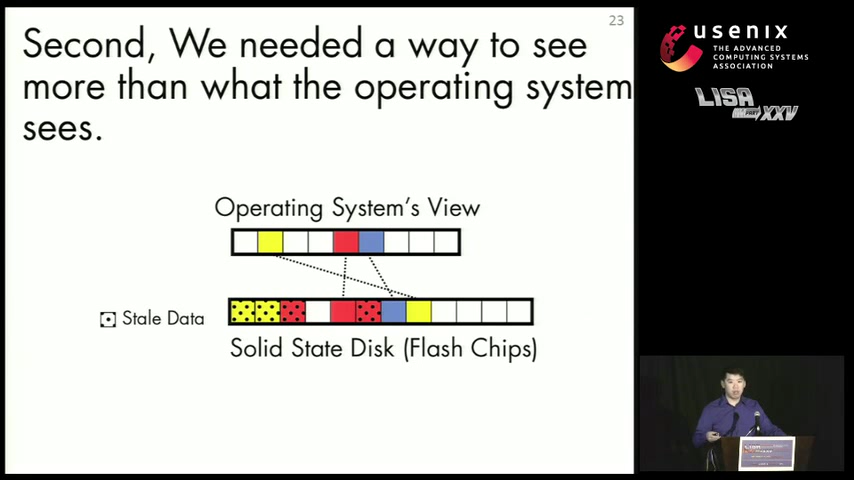 23
Second, We needed a way to see
more than what the operating system
sees.
Operating System's View
Stale Data
Solid State Disk (Flash Chips)
usenix
THE ADVANCED
COMPUTING SYSTEMS
ASSOCIATION
LISA
XXV